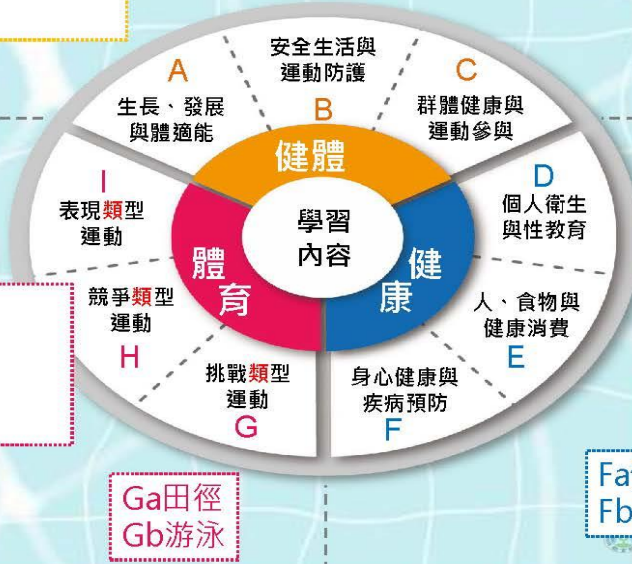 A
生長、發展
與體適能
安全生活與
運動防護
B
C
群體健康與
運動參與
健體
學習
內容
I
表現類型
運動
競爭類型
運動
H
體
育
挑戰類型
運動
G
D
個人衛生
與性教育
人、食物與
健康消費
E
健
康
身心健康與
疾病預防
F
Ga田徑
Gb游泳
Fa
Fb